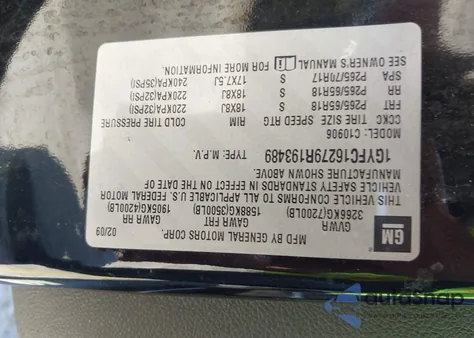 GM
MFD BY GENERAL MOTORS CORP.
02/09
GVWR GAWR FRT GAWR RR
3266KG(7200LB) 1588KG(3500LB) 1905KG(4200LB)
THIS VEHICLE CONFORMS TO ALL APPLICABLE U.S. FEDERAL MOTOR
VEHICLE SAFETY STANDARDS IN EFFECT ON THE DATE OF
MANUFACTURE SHOWN ABOVE.
1GYFC16279R193489 TYPE: M.P.V.
MODEL: C10906
CCKC TIRE SIZE SPEED RTG RIM COLD TIRE PRESSURE
FRT P265/65R18 S 18X8J 220KPA(32PSI)
RR P265/65R18 S 18X8J 220KPA(32PSI)
SPA P265/70R17 S 17X7.5J 240KPA(35PSI)
SEE OWNER'S MANUAL FOR MORE INFORMATION.
autoSnap